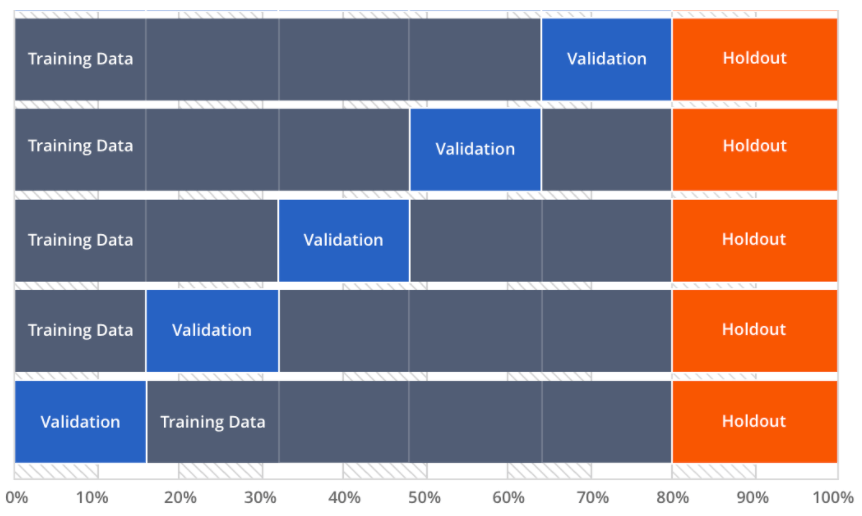 Training Data Validation Holdout
Training Data Validation Holdout
Training Data Validation Holdout
Training Data Validation Holdout
Validation Training Data Holdout
0% 10% 20% 30% 40% 50% 60% 70% 80% 90% 100%